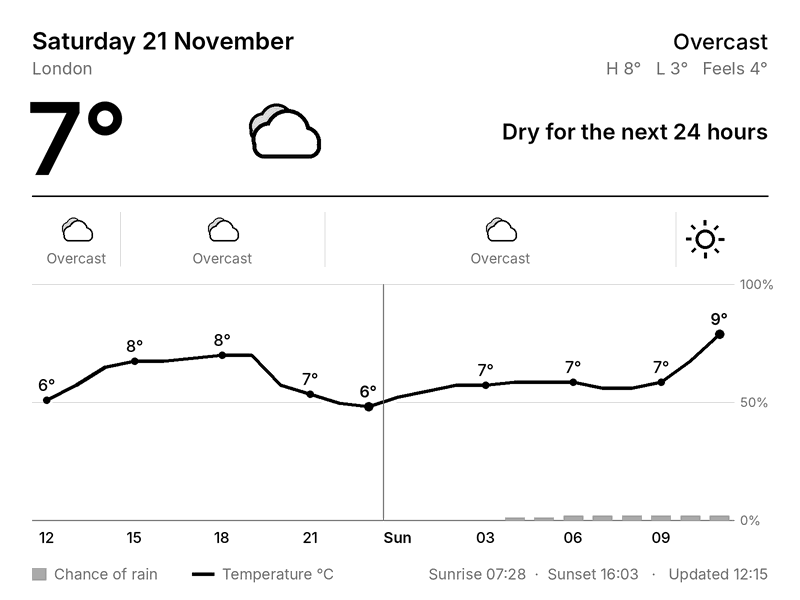 Saturday 21 November
Overcast
London
H 8° L 3° Feels 4°
7°
Dry for the next 24 hours
Overcast
Overcast
Overcast
100%
9°
8°
8°
7°
7°
7°
7°
6°
6°
50%
0%
12 15 18 21 Sun 03 06 09
Chance of rain
Temperature °C
Sunrise 07:28 · Sunset 16:03 · Updated 12:15